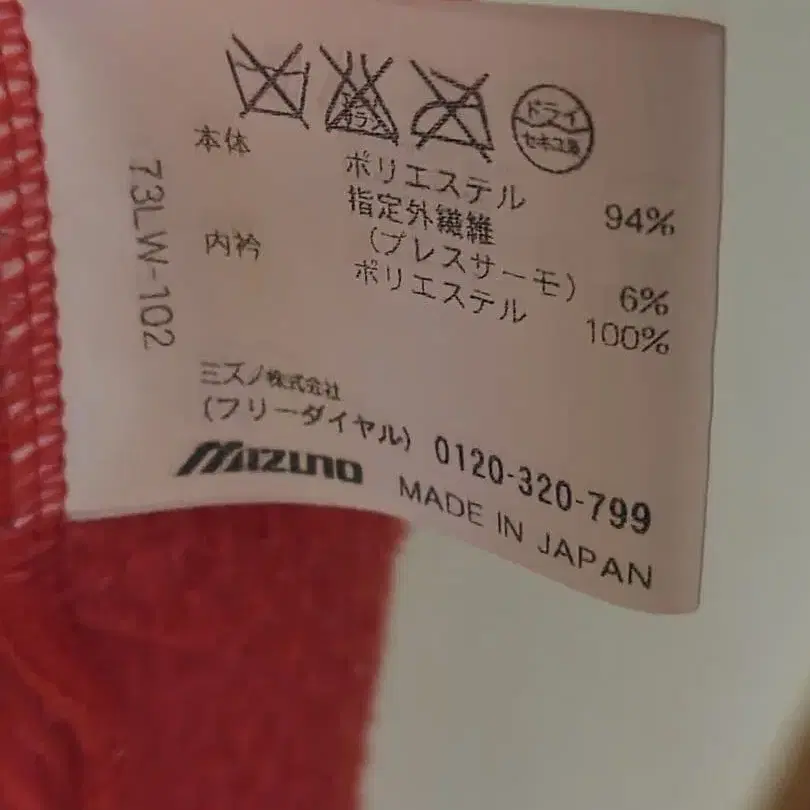 ドライ
セキユ系
本体
ポリエステル 94%
指定外繊維
(ブレスサーモ) 6%
内衿
ポリエステル 100%
73LW-102
ミズノ株式会社
(フリーダイヤル) 0120-320-799
MIZUNO
MADE IN JAPAN